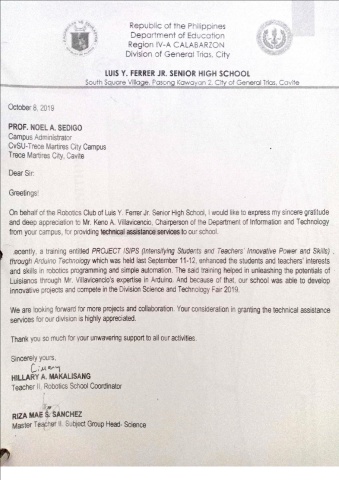 Republic of the Philippines
Department of Education
Region IV-A CALABARZON
Division of General Trias, City
LUIS Y. FERRER JR. SENIOR HIGH SCHOOL
South Square Village, Pasong Kawayan 2, City of General Trias, Cavite
October 8, 2019
PROF. NOEL A. SEDIGO
Campus Administrator
CvSU-Trece Martires City Campus
Trece Martires City, Cavite
Dear Sir:
Greetings!
On behalf of the Robotics Club of Luis Y. Ferrer Jr. Senior High School, I would like to express my sincere gratitude
and deep appreciation to Mr. Keno A. Villavicencio, Chairperson of the Department of Information and Technology
from your campus, for providing technical assistance services to our school.
ecently, a training entitled PROJECT ISIPS (Intensifying Students and Teachers' Innovative Power and Skills)
through Arduino Technology which was held last September 11-12, enhanced the students and teachers' interests
and skills in robotics programming and simple automation. The said training helped in unleashing the potentials of
Luisians through Mr. Villavicencio's expertise in Arduino. And because of that, our school was able to develop
innovative projects and compete in the Division Science and Technology Fair 2019.
We are looking forward for more projects and collaboration. Your consideration in granting the technical assistance
services for our division is highly appreciated.
Thank you so much for your unwavering support to all our activities.
Sincerely yours,
HILLARY A. MAKALISANG
Teacher II, Robotics School Coordinator
RIZA MAE S. SANCHEZ
Master Teacher II, Subject Group Head- Science